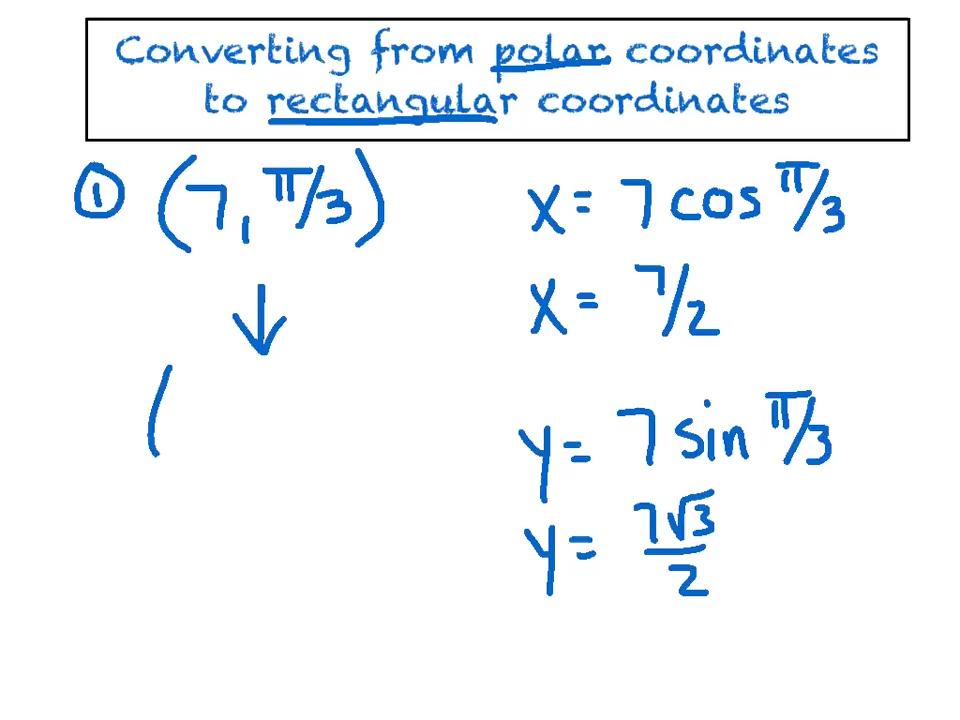 Converting from polar coordinates
to rectangular coordinates
① (7, π/3)
x = 7 cos π/3
x = 7/2
(
y = 7 sin π/3
y = 7√3/2